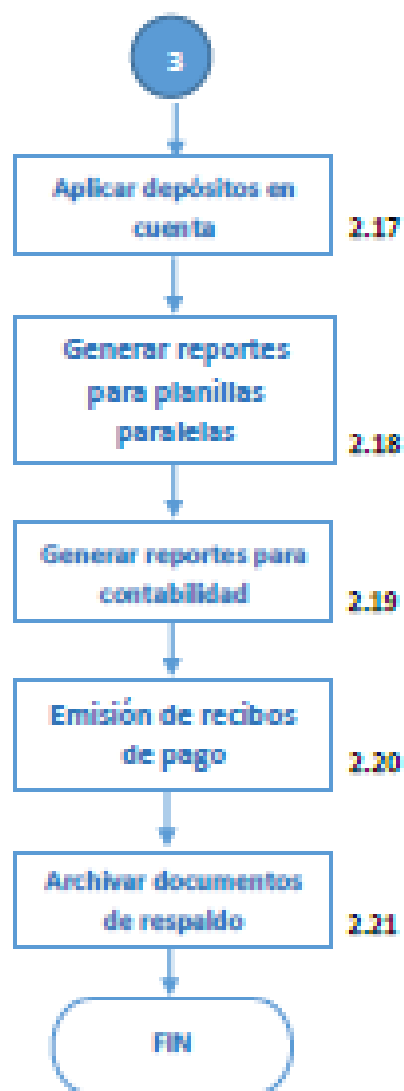 3
Aplicar depósitos en
cuenta
2.17
Generar reportes
para planillas
paralelas
2.18
Generar reportes para
contabilidad
2.19
Emisión de recibos
de pago
2.20
Archivar documentos
de respaldo
2.21
FIN